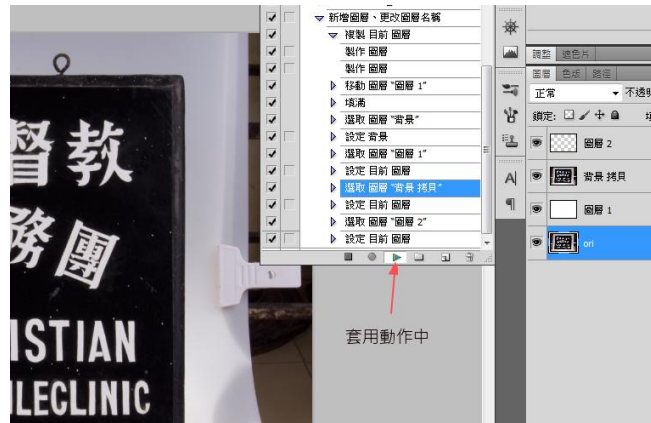 新增圖層、更改圖層名稱
複製 目前 圖層
製作 圖層
製作 圖層
移動 圖層 "圖層 1"
填滿
選取 圖層 "背景"
設定 背景
選取 圖層 "圖層 1"
設定 目前 圖層
選取 圖層 "背景 拷貝"
設定 目前 圖層
選取 圖層 "圖層 2"
設定 目前 圖層
套用動作中
督教
務團
ISTIAN
ILECLINIC
A
調整 遮色片
圖層 色版 路徑
正常 不透明
鎖定: 填
圖層 2
背景 拷貝
圖層 1
ori